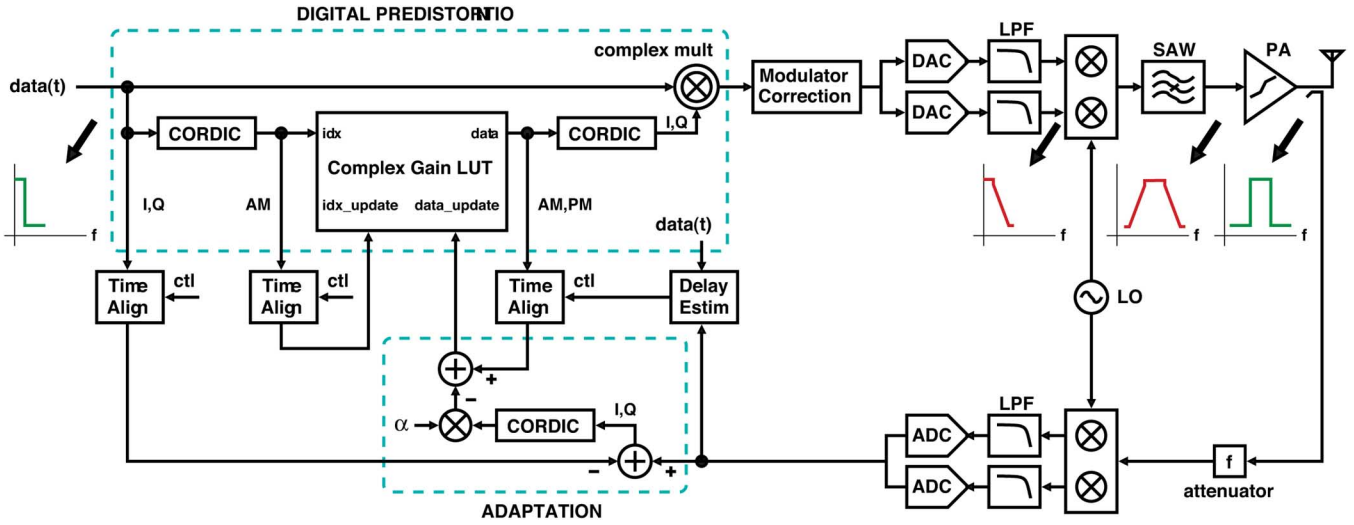 DIGITAL PREDISTORTIO
complex mult
data(t)
CORDIC
idx
data
Complex Gain LUT
idx_update
data_update
CORDIC
I,Q
I,Q
AM
AM,PM
f
Modulator
Correction
DAC
DAC
LPF
SAW
PA
f
f
f
data(t)
Time
Align
ctl
Time
Align
ctl
Time
Align
ctl
Delay
Estim
LO
+
−
α
CORDIC
I,Q
−
+
ADAPTATION
ADC
ADC
LPF
f
attenuator